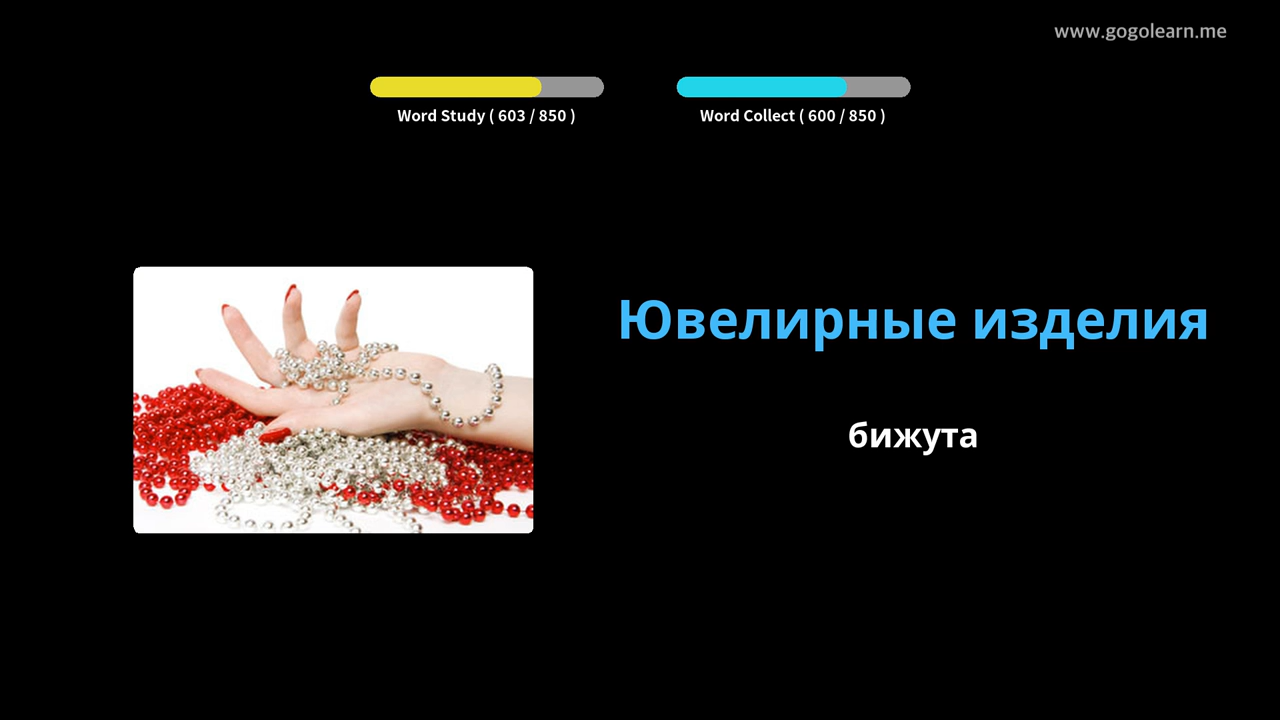 www.gogolearn.me
Word Study ( 603 / 850 )
Word Collect ( 600 / 850 )
Ювелирные изделия
бижута